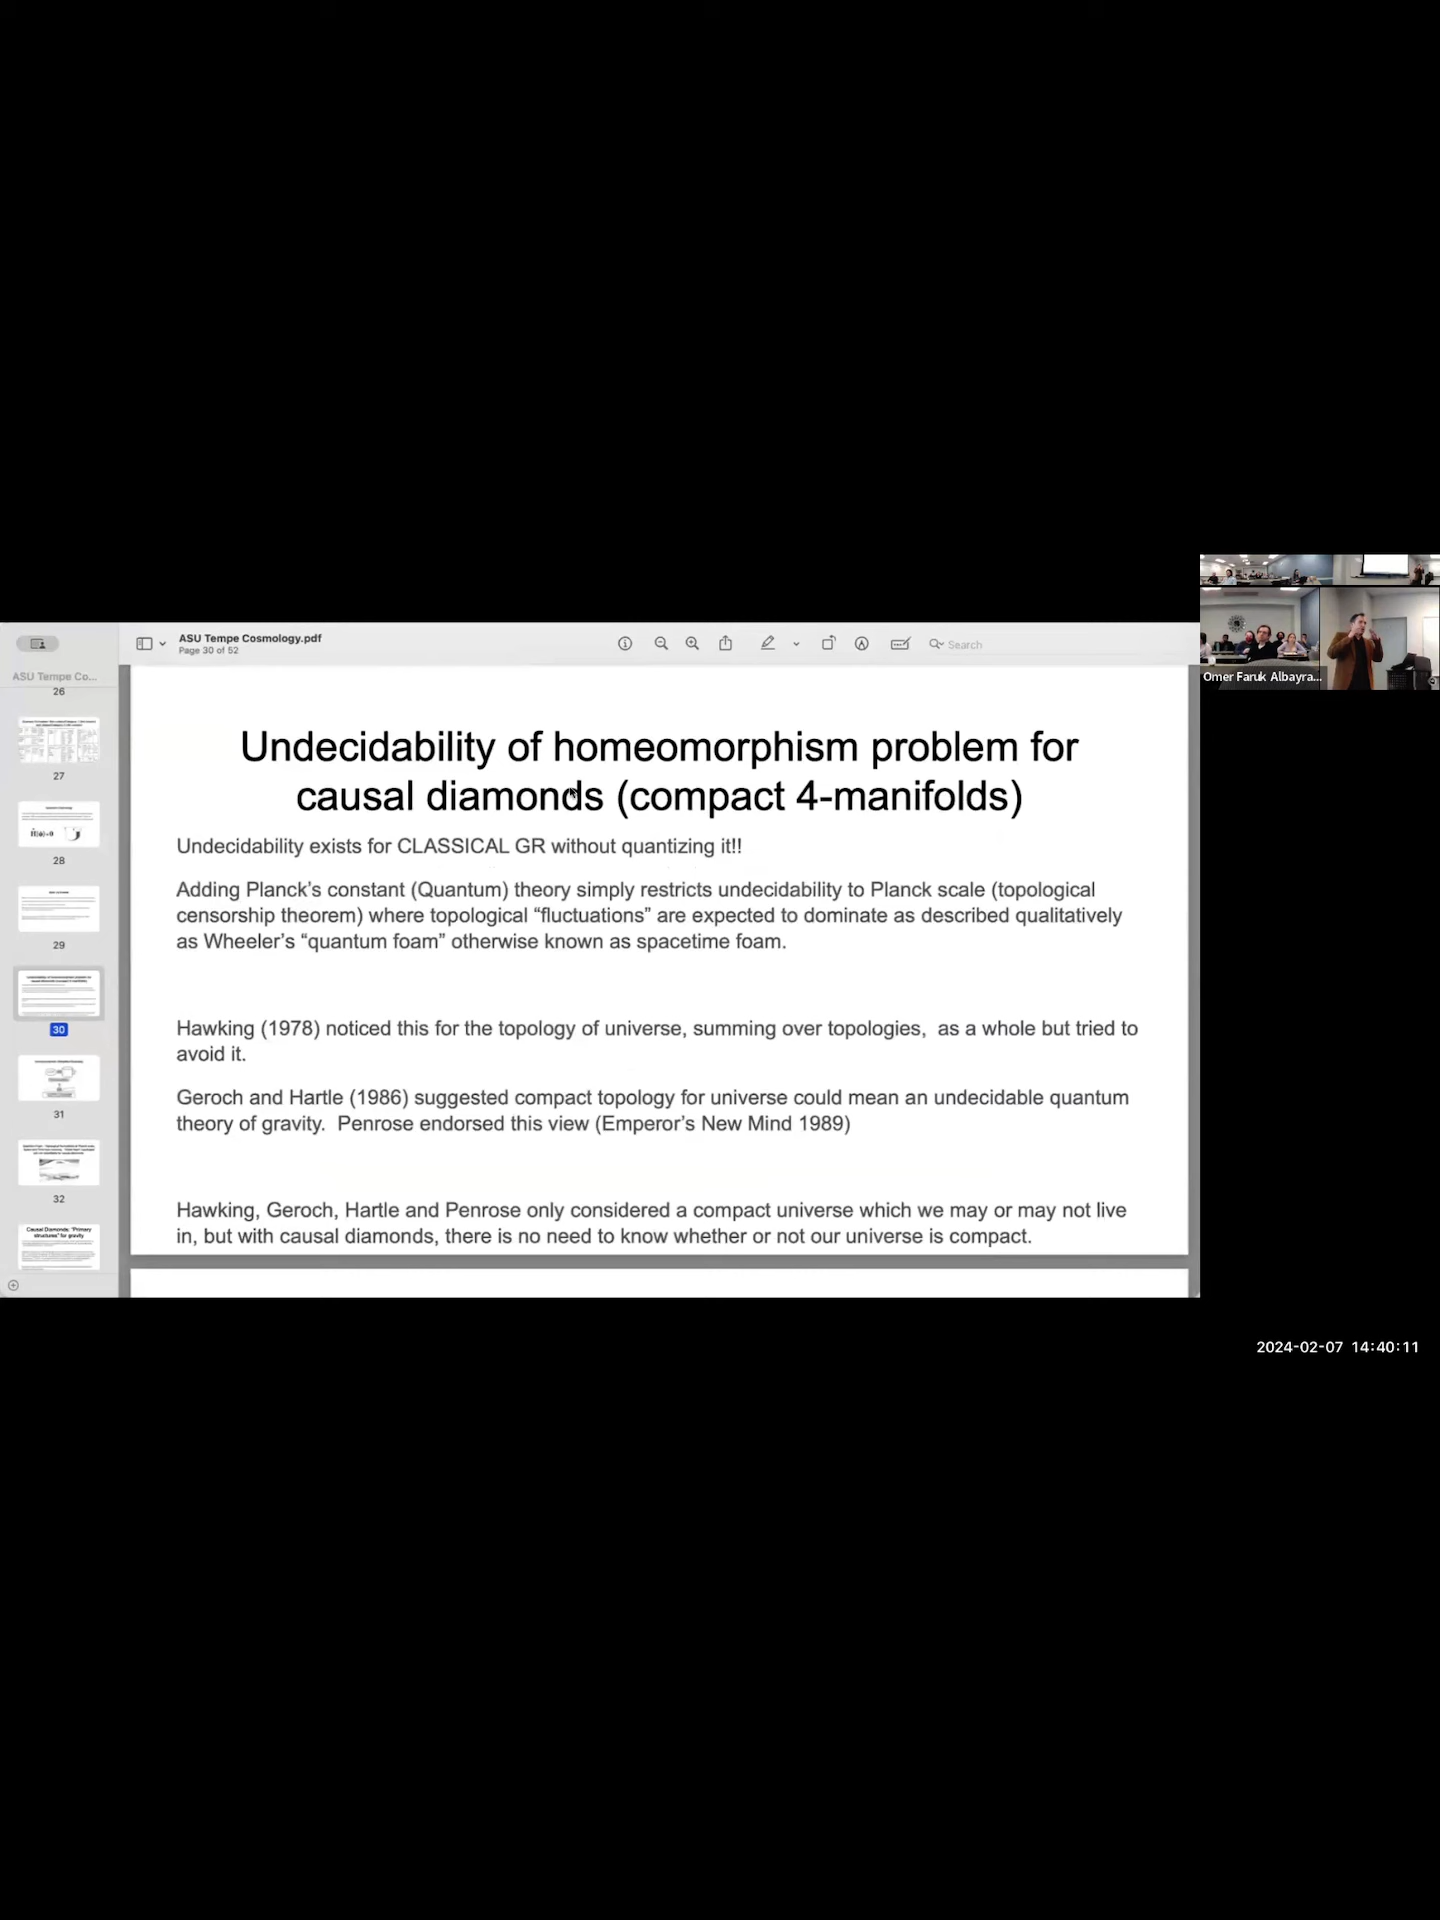 ASU Tempe Cosmology.pdf
Page 30 of 52
Search
ASU Tempe Co...
26
27
28
29
30
31
Causal Diamonds: "Primary
structures" for gravity
32
Undecidability of homeomorphism problem for
causal diamonds (compact 4-manifolds)
Undecidability exists for CLASSICAL GR without quantizing it!!
Adding Planck's constant (Quantum) theory simply restricts undecidability to Planck scale (topological
censorship theorem) where topological “fluctuations” are expected to dominate as described qualitatively
as Wheeler's “quantum foam” otherwise known as spacetime foam.
Hawking (1978) noticed this for the topology of universe, summing over topologies,  as a whole but tried to
avoid it.
Geroch and Hartle (1986) suggested compact topology for universe could mean an undecidable quantum
theory of gravity.  Penrose endorsed this view (Emperor's New Mind 1989)
Hawking, Geroch, Hartle and Penrose only considered a compact universe which we may or may not live
in, but with causal diamonds, there is no need to know whether or not our universe is compact.
Omer Faruk Albayra...
2024-02-07 14:40:11